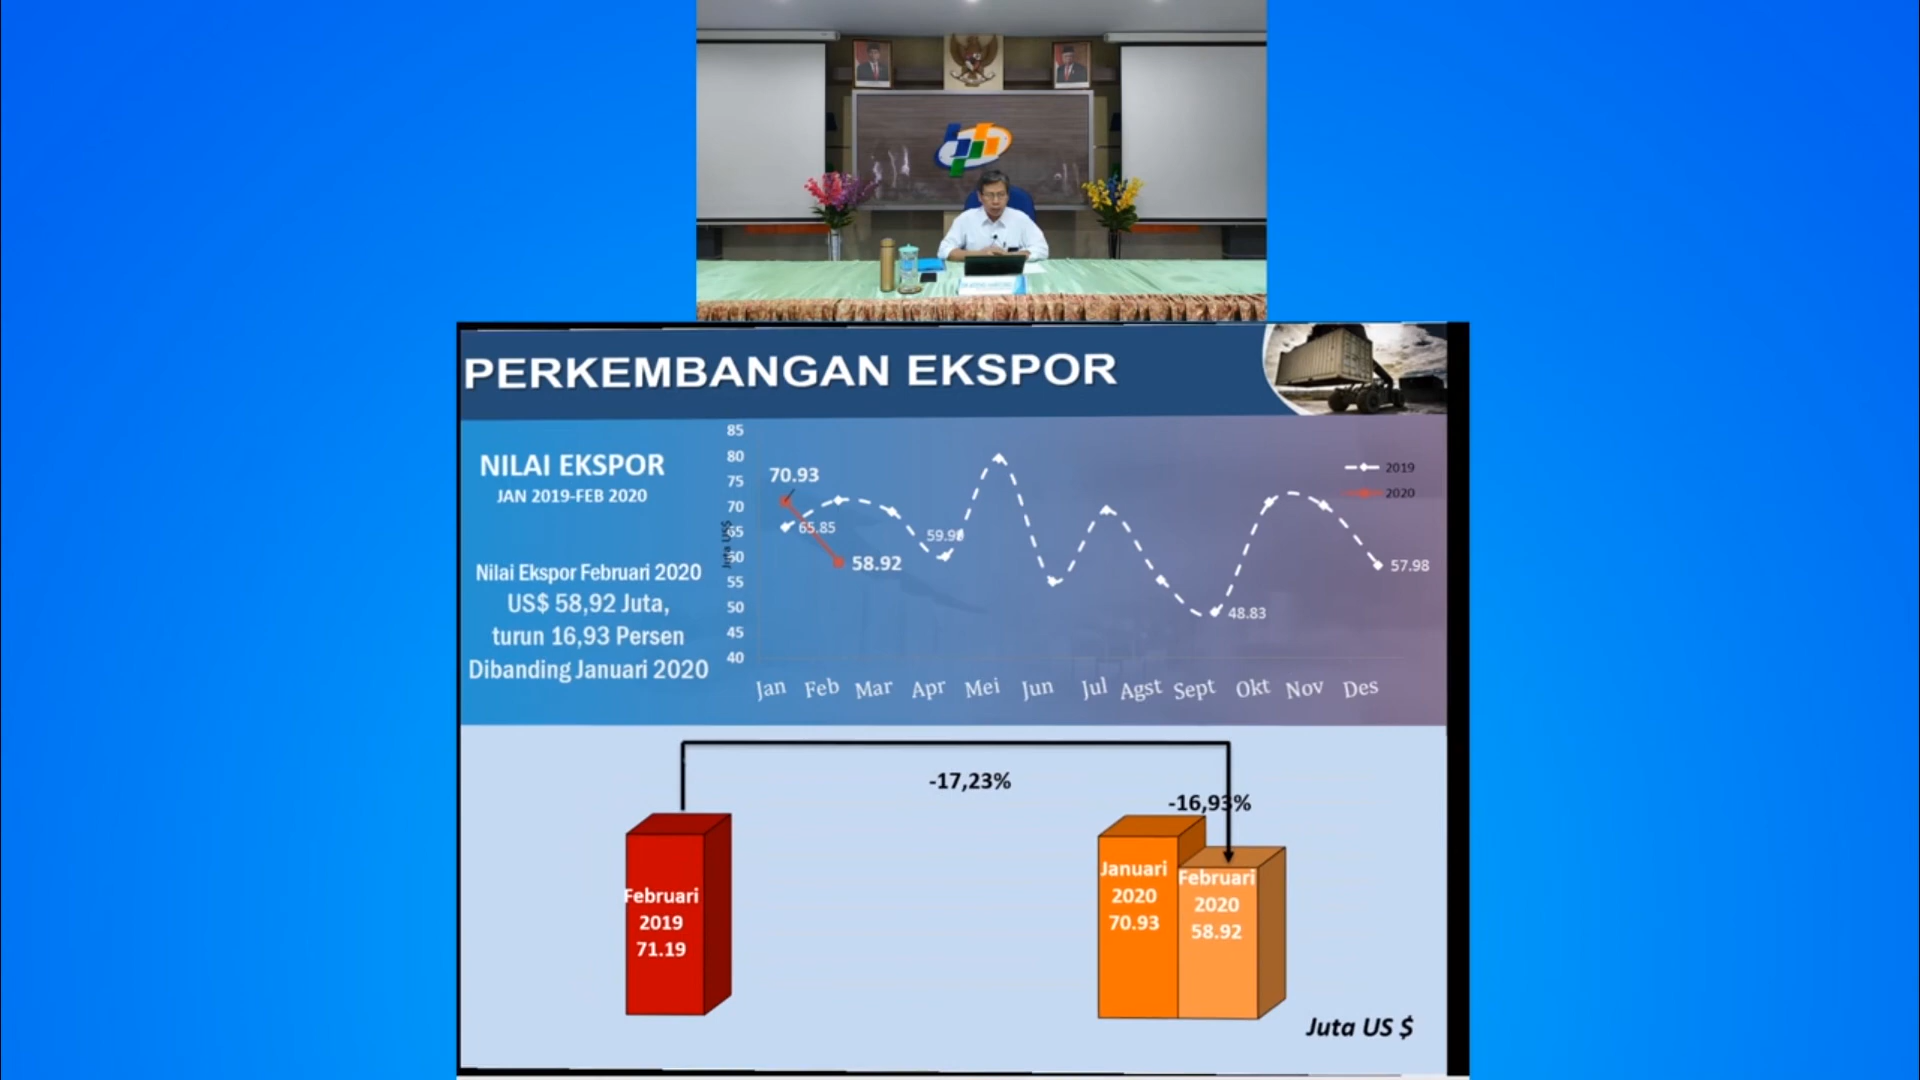 PERKEMBANGAN EKSPOR
NILAI EKSPOR
JAN 2019-FEB 2020
Nilai Ekspor Februari 2020
US$ 58,92 Juta,
turun 16,93 Persen
Dibanding Januari 2020
85
80
75
70
65
60
55
50
45
40
Juta US$
70.93
65.85
58.92
59.98
48.83
57.98
2019
2020
Jan Feb Mar Apr Mei Jun Jul Agst Sept Okt Nov Des
-17,23%
-16,93%
Februari
2019
71.19
Januari
2020
70.93
Februari
2020
58.92
Juta US $